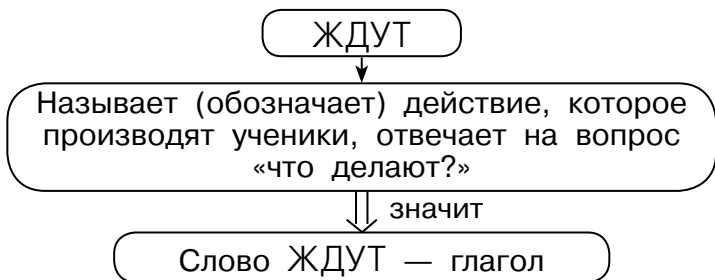 ЖДУТ
Называет (обозначает) действие, которое
производят ученики, отвечает на вопрос
«что делают?»
значит
Слово ЖДУТ — глагол